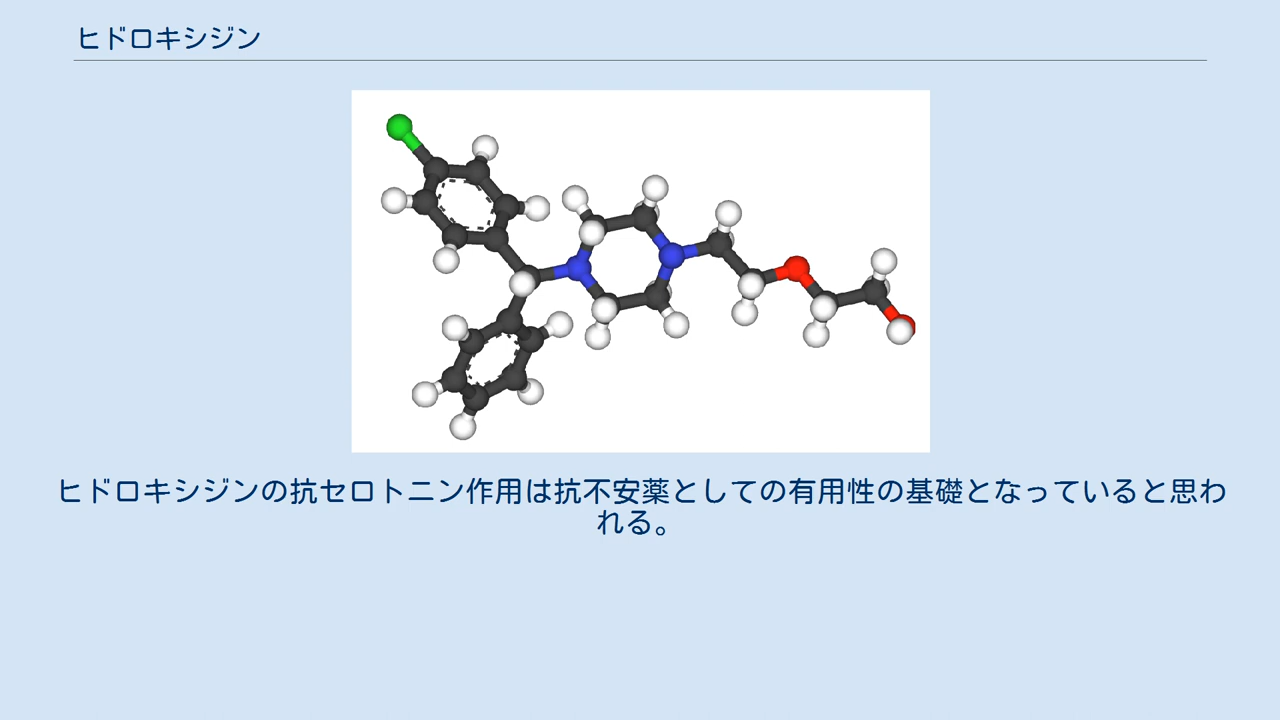 ヒドロキシジン
ヒドロキシジンの抗セロトニン作用は抗不安薬としての有用性の基礎となっていると思わ
れる。